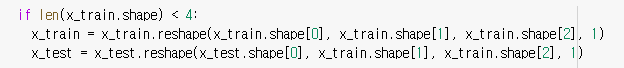 if len(x_train.shape) < 4:
  x_train = x_train.reshape(x_train.shape[0], x_train.shape[1], x_train.shape[2], 1)
  x_test = x_test.reshape(x_test.shape[0], x_train.shape[1], x_train.shape[2], 1)